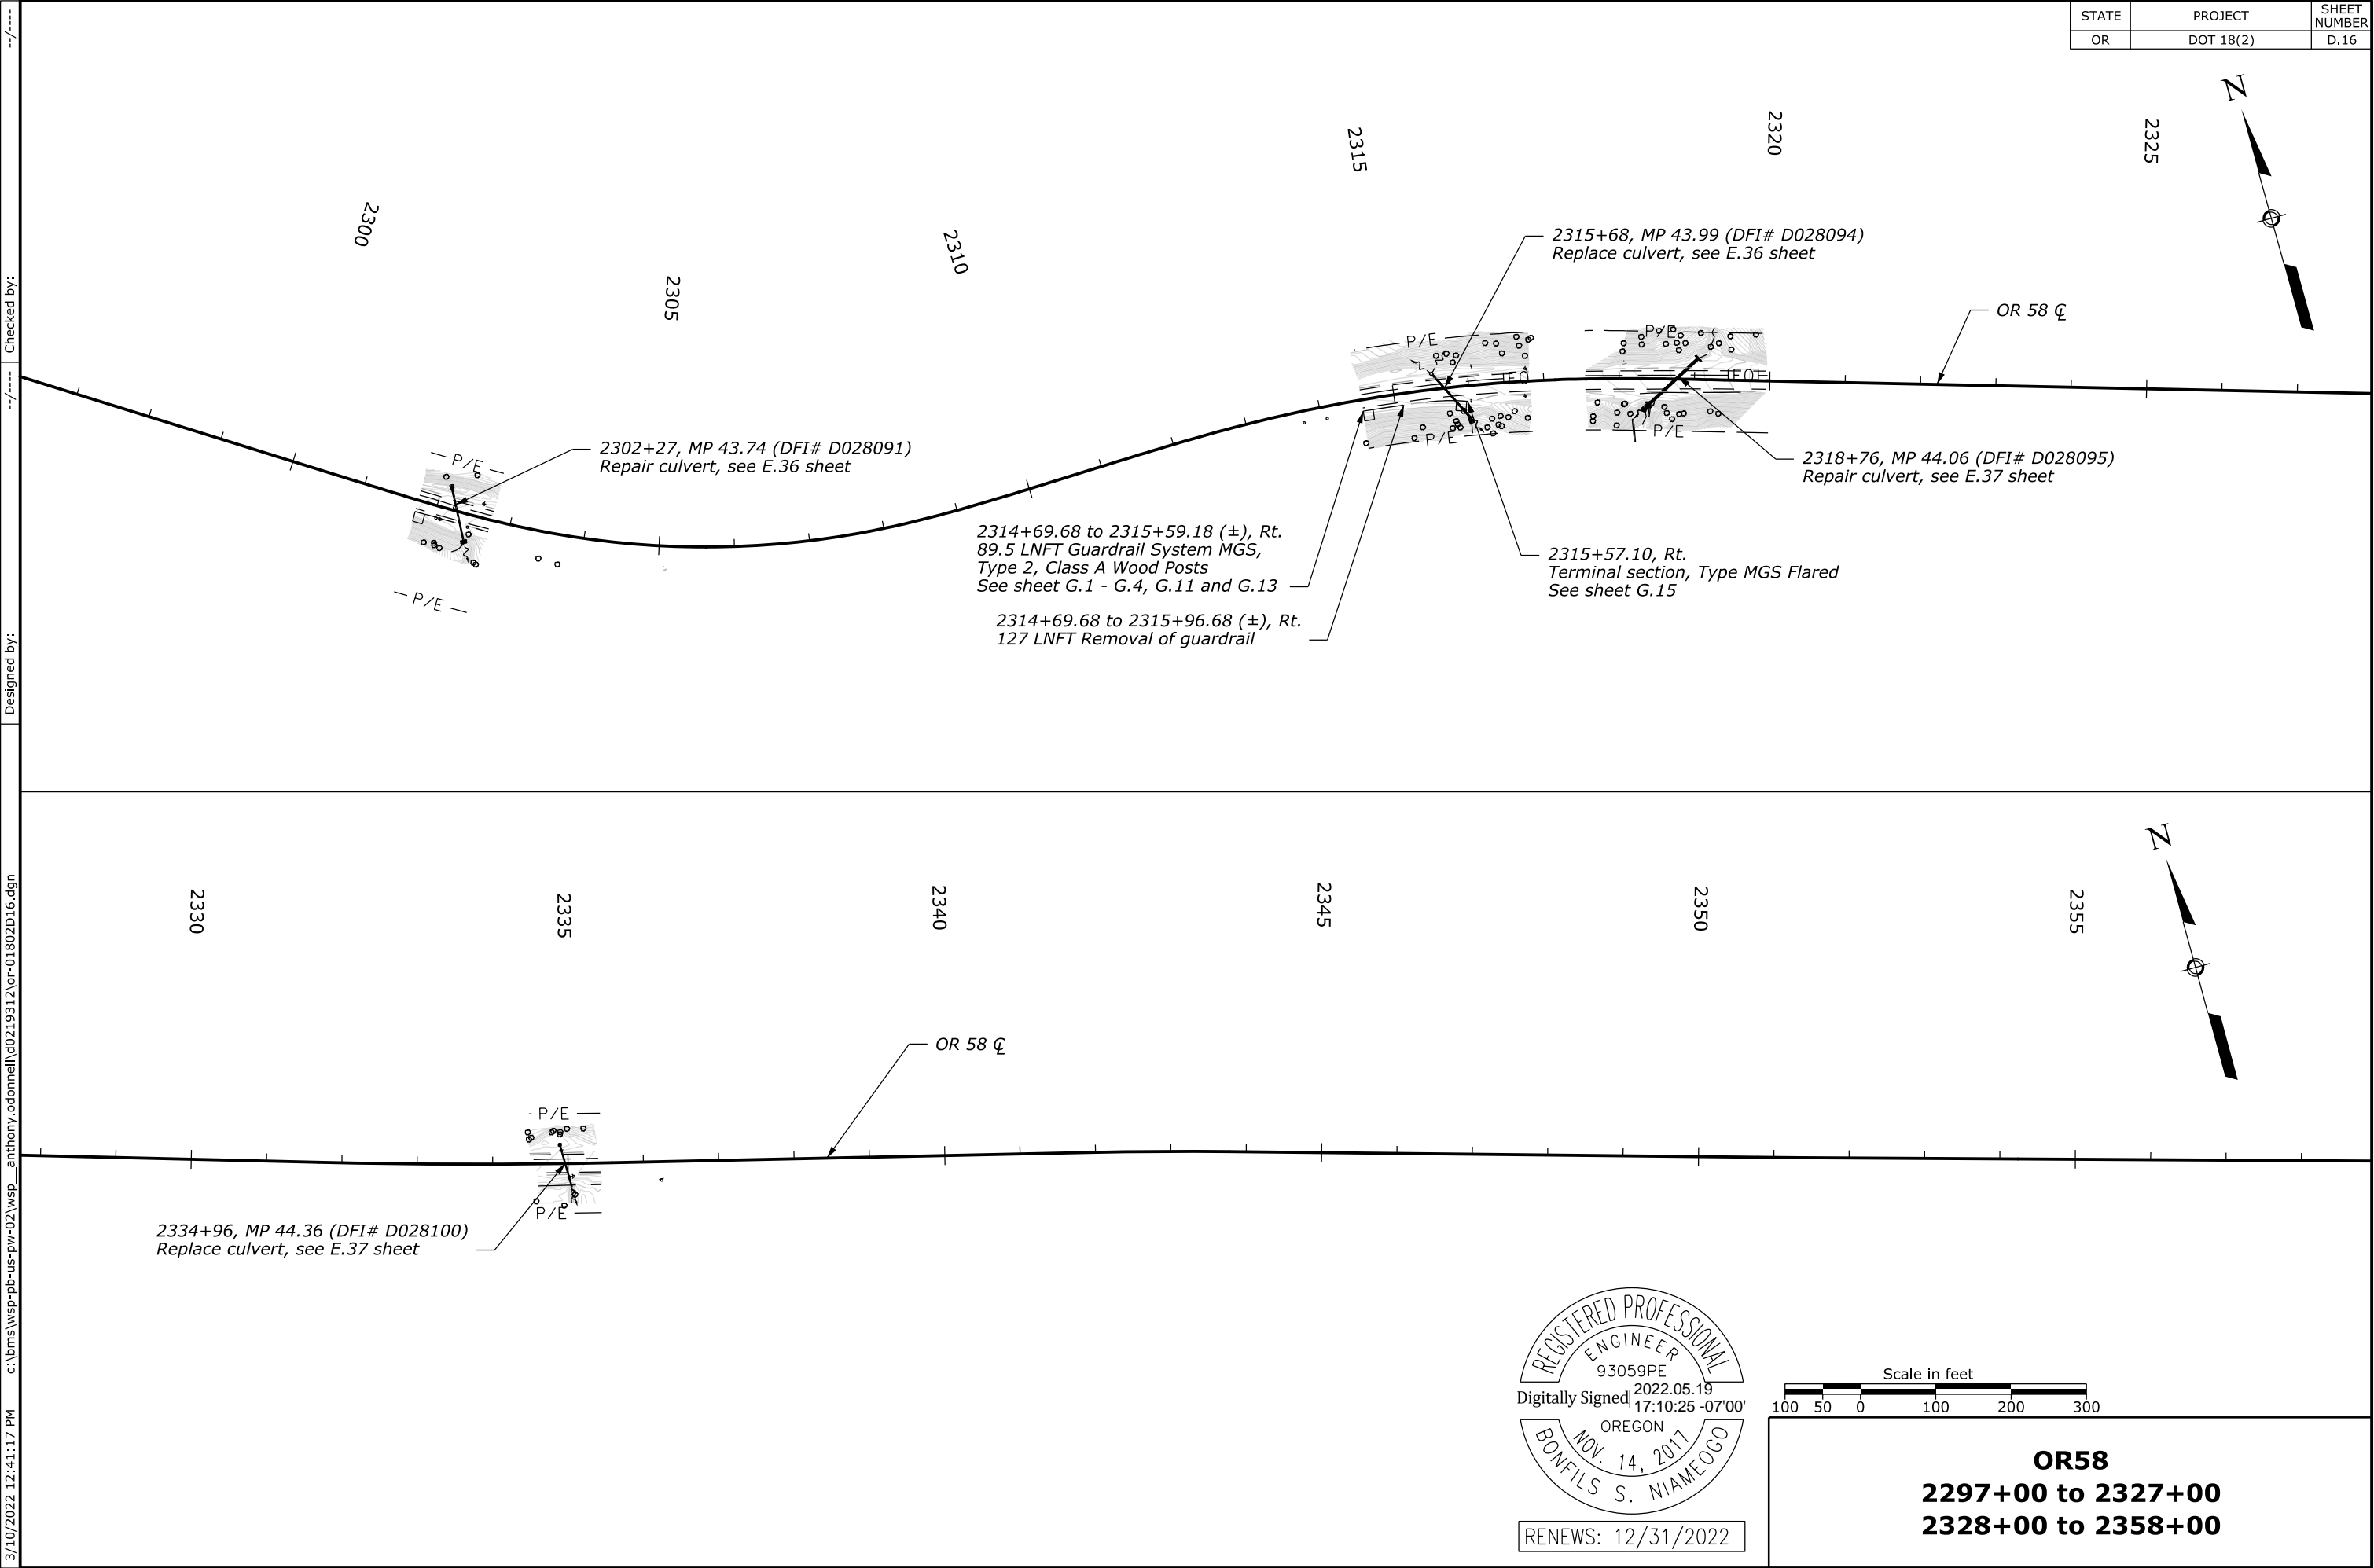 STATE PROJECT SHEET NUMBER
OR DOT 18(2) D.16
N
2300
2305
2310
2315
2320
2325
2315+68, MP 43.99 (DFI# D028094)
Replace culvert, see E.36 sheet
OR 58 ℄
P/E
P/E
P/E
P/E
2302+27, MP 43.74 (DFI# D028091)
Repair culvert, see E.36 sheet
P/E
P/E
2318+76, MP 44.06 (DFI# D028095)
Repair culvert, see E.37 sheet
2314+69.68 to 2315+59.18 (±), Rt.
89.5 LNFT Guardrail System MGS,
Type 2, Class A Wood Posts
See sheet G.1 - G.4, G.11 and G.13
2315+57.10, Rt.
Terminal section, Type MGS Flared
See sheet G.15
2314+69.68 to 2315+96.68 (±), Rt.
127 LNFT Removal of guardrail
N
2330
2335
2340
2345
2350
2355
OR 58 ℄
P/E
P/E
2334+96, MP 44.36 (DFI# D028100)
Replace culvert, see E.37 sheet
REGISTERED PROFESSIONAL
ENGINEER
93059PE
Digitally Signed 2022.05.19
17:10:25 -07'00'
OREGON
NOV. 14, 2017
BONFILS S. NIAMEOGO
RENEWS: 12/31/2022
Scale in feet
100 50 0 100 200 300
OR58
2297+00 to 2327+00
2328+00 to 2358+00
--/---- Checked by:
--/---- Designed by:
3/10/2022 12:41:17 PM c:\bms\wsp-pb-us-pw-02\wsp_anthony.odonnell\d0219312\or-01802D16.dgn